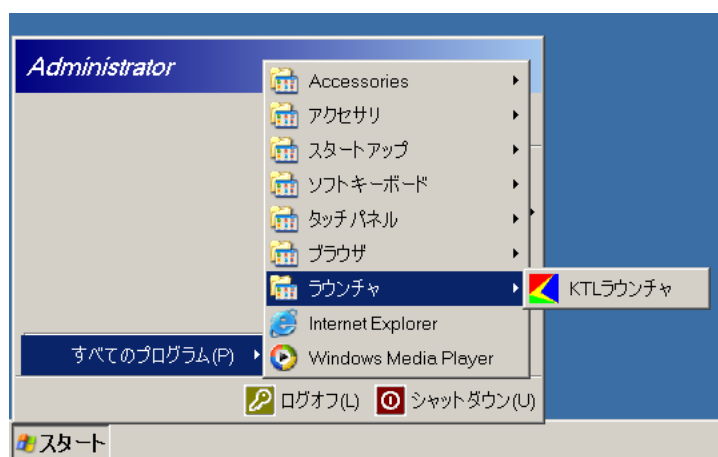 Administrator
Accessories
アクセサリ
スタートアップ
ソフトキーボード
タッチパネル
ブラウザ
ラウンチャ
KTLラウンチャ
Internet Explorer
すべてのプログラム(P)
Windows Media Player
ログオフ(L)
シャットダウン(U)
スタート